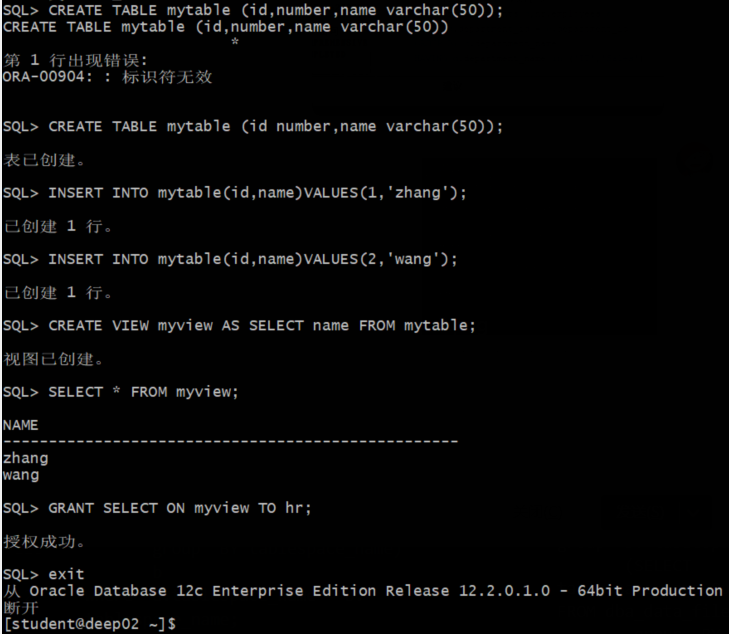 SQL> CREATE TABLE mytable (id,number,name varchar(50));
CREATE TABLE mytable (id,number,name varchar(50))
*
第 1 行出现错误:
ORA-00904: : 标识符无效
SQL> CREATE TABLE mytable (id number,name varchar(50));
表已创建。
SQL> INSERT INTO mytable(id,name)VALUES(1,'zhang');
已创建 1 行。
SQL> INSERT INTO mytable(id,name)VALUES(2,'wang');
已创建 1 行。
SQL> CREATE VIEW myview AS SELECT name FROM mytable;
视图已创建。
SQL> SELECT * FROM myview;
NAME
--------------------------------------------------
zhang
wang
SQL> GRANT SELECT ON myview TO hr;
授权成功。
SQL> exit
从 Oracle Database 12c Enterprise Edition Release 12.2.0.1.0 - 64bit Production
断开
[student@deep02 ~]$